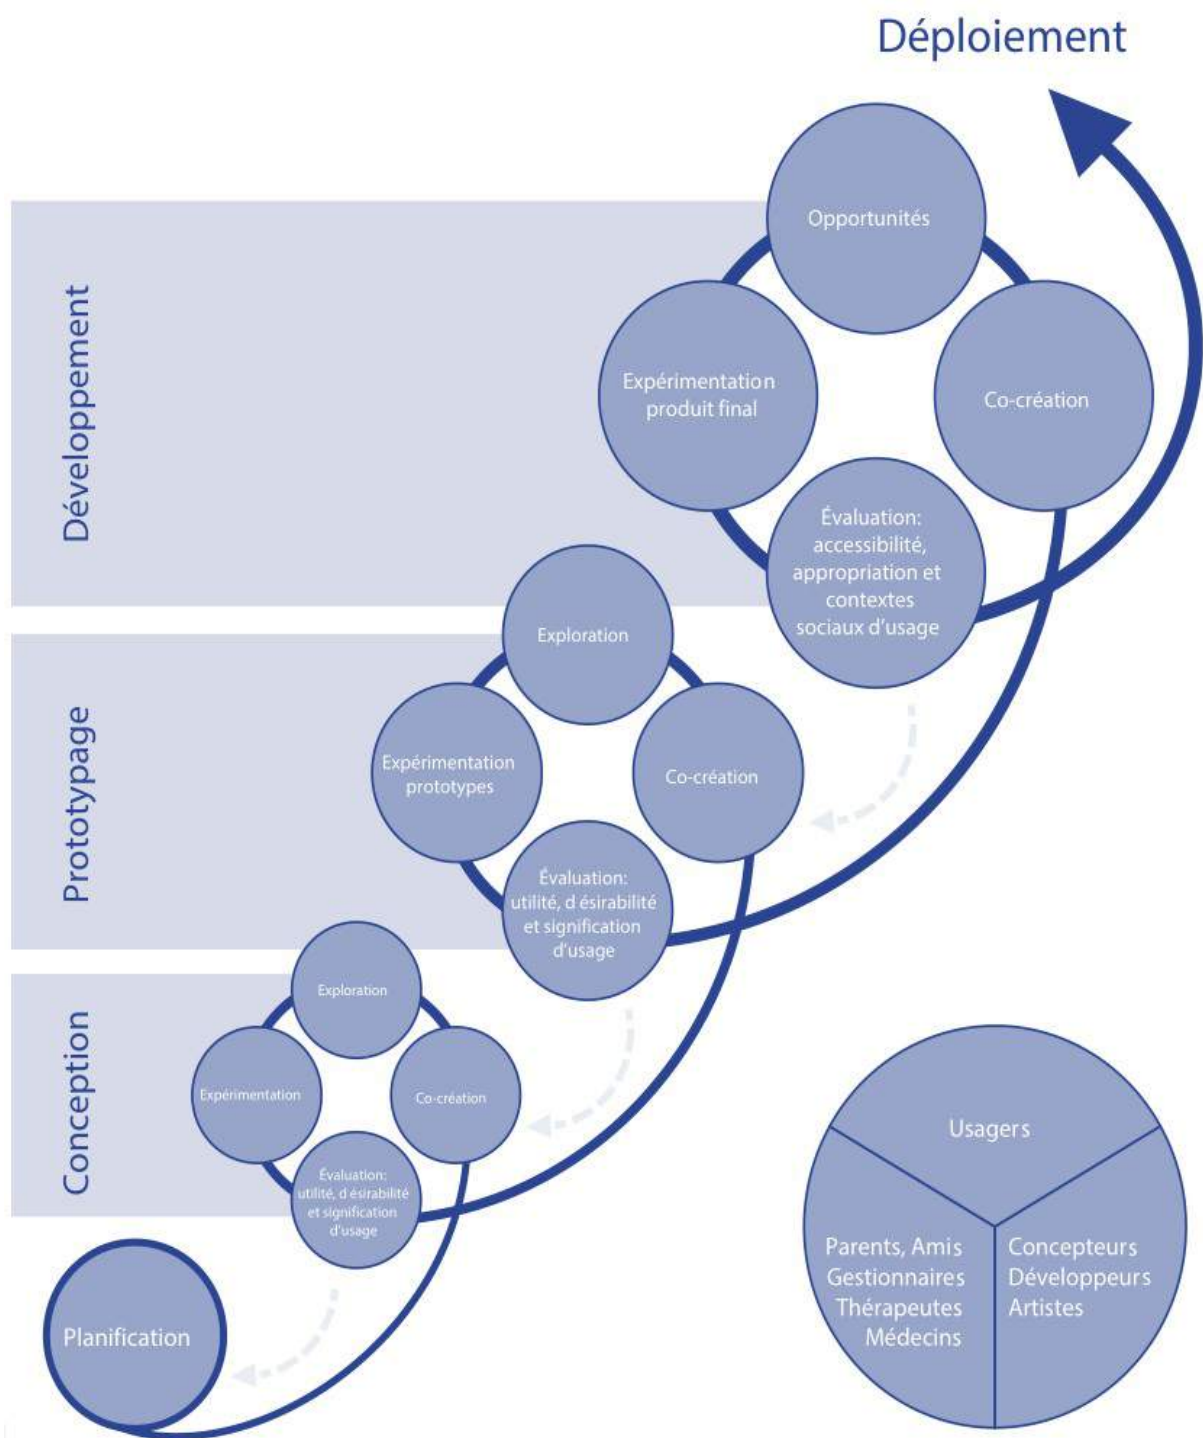 Déploiement
Développement
Opportunités
Expérimentation
produit final
Co-création
Évaluation:
accessibilité,
appropriation et
contextes
sociaux d'usage
Prototypage
Exploration
Expérimentation
prototypes
Co-création
Évaluation:
utilité, d ésirabilité
et signification
d'usage
Conception
Exploration
Expérimentation
Co-création
Évaluation:
utilité, d ésirabilité
et signification
d'usage
Planification
Usagers
Parents, Amis
Gestionnaires
Thérapeutes
Médecins
Concepteurs
Développeurs
Artistes